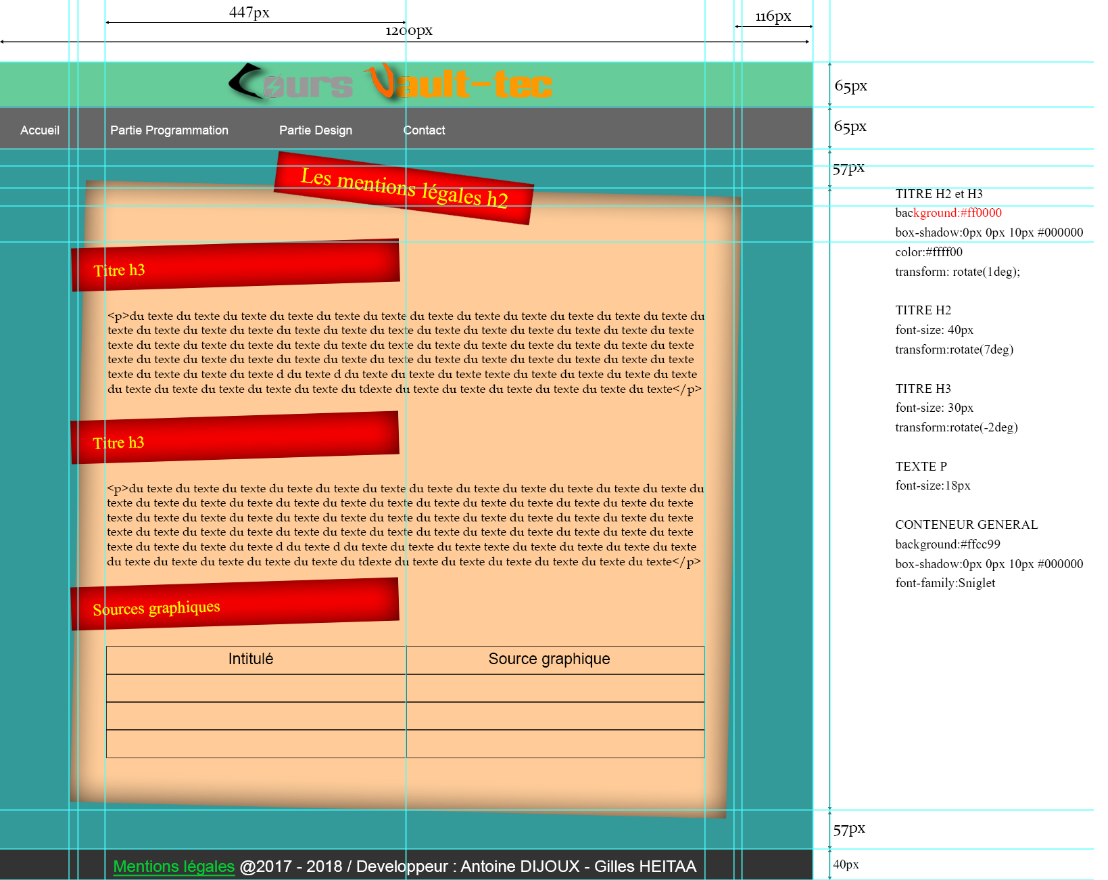 447px
116px
1200px
Cours Vault-tec
65px
Accueil Partie Programmation Partie Design Contact
65px
57px
Les mentions légales h2
TITRE H2 et H3
background:#ff0000
box-shadow:0px 0px 10px #000000
color:#ffff00
transform: rotate(1deg);
Titre h3
TITRE H2
font-size: 40px
transform:rotate(7deg)
TITRE H3
font-size: 30px
transform:rotate(-2deg)
TEXTE P
font-size:18px
CONTENEUR GENERAL
background:#ffcc99
box-shadow:0px 0px 10px #000000
font-family:Sniglet
<p>du texte du texte du texte du texte du texte du texte du texte du texte du texte du texte du texte du texte du
texte du texte du texte du texte du texte du texte du texte du texte du texte du texte du texte du texte du texte
texte du texte du texte du texte du texte du texte du texte du texte du texte du texte du texte du texte du texte
texte du texte du texte du texte du texte du texte du texte du texte du texte du texte du texte du texte du texte
texte du texte du texte du texte d du texte d du texte du texte du texte texte du texte du texte du texte du texte
du texte du texte du texte du texte du texte du tdexte du texte du texte du texte du texte du texte du texte</p>
Titre h3
<p>du texte du texte du texte du texte du texte du texte du texte du texte du texte du texte du texte du texte du
texte du texte du texte du texte du texte du texte du texte du texte du texte du texte du texte du texte du texte
texte du texte du texte du texte du texte du texte du texte du texte du texte du texte du texte du texte du texte
texte du texte du texte du texte du texte du texte du texte du texte du texte du texte du texte du texte du texte
texte du texte du texte du texte d du texte d du texte du texte du texte texte du texte du texte du texte du texte
du texte du texte du texte du texte du texte du tdexte du texte du texte du texte du texte du texte du texte</p>
Sources graphiques
Intitulé Source graphique
57px
Mentions légales @2017 - 2018 / Developpeur : Antoine DIJOUX - Gilles HEITAA
40px